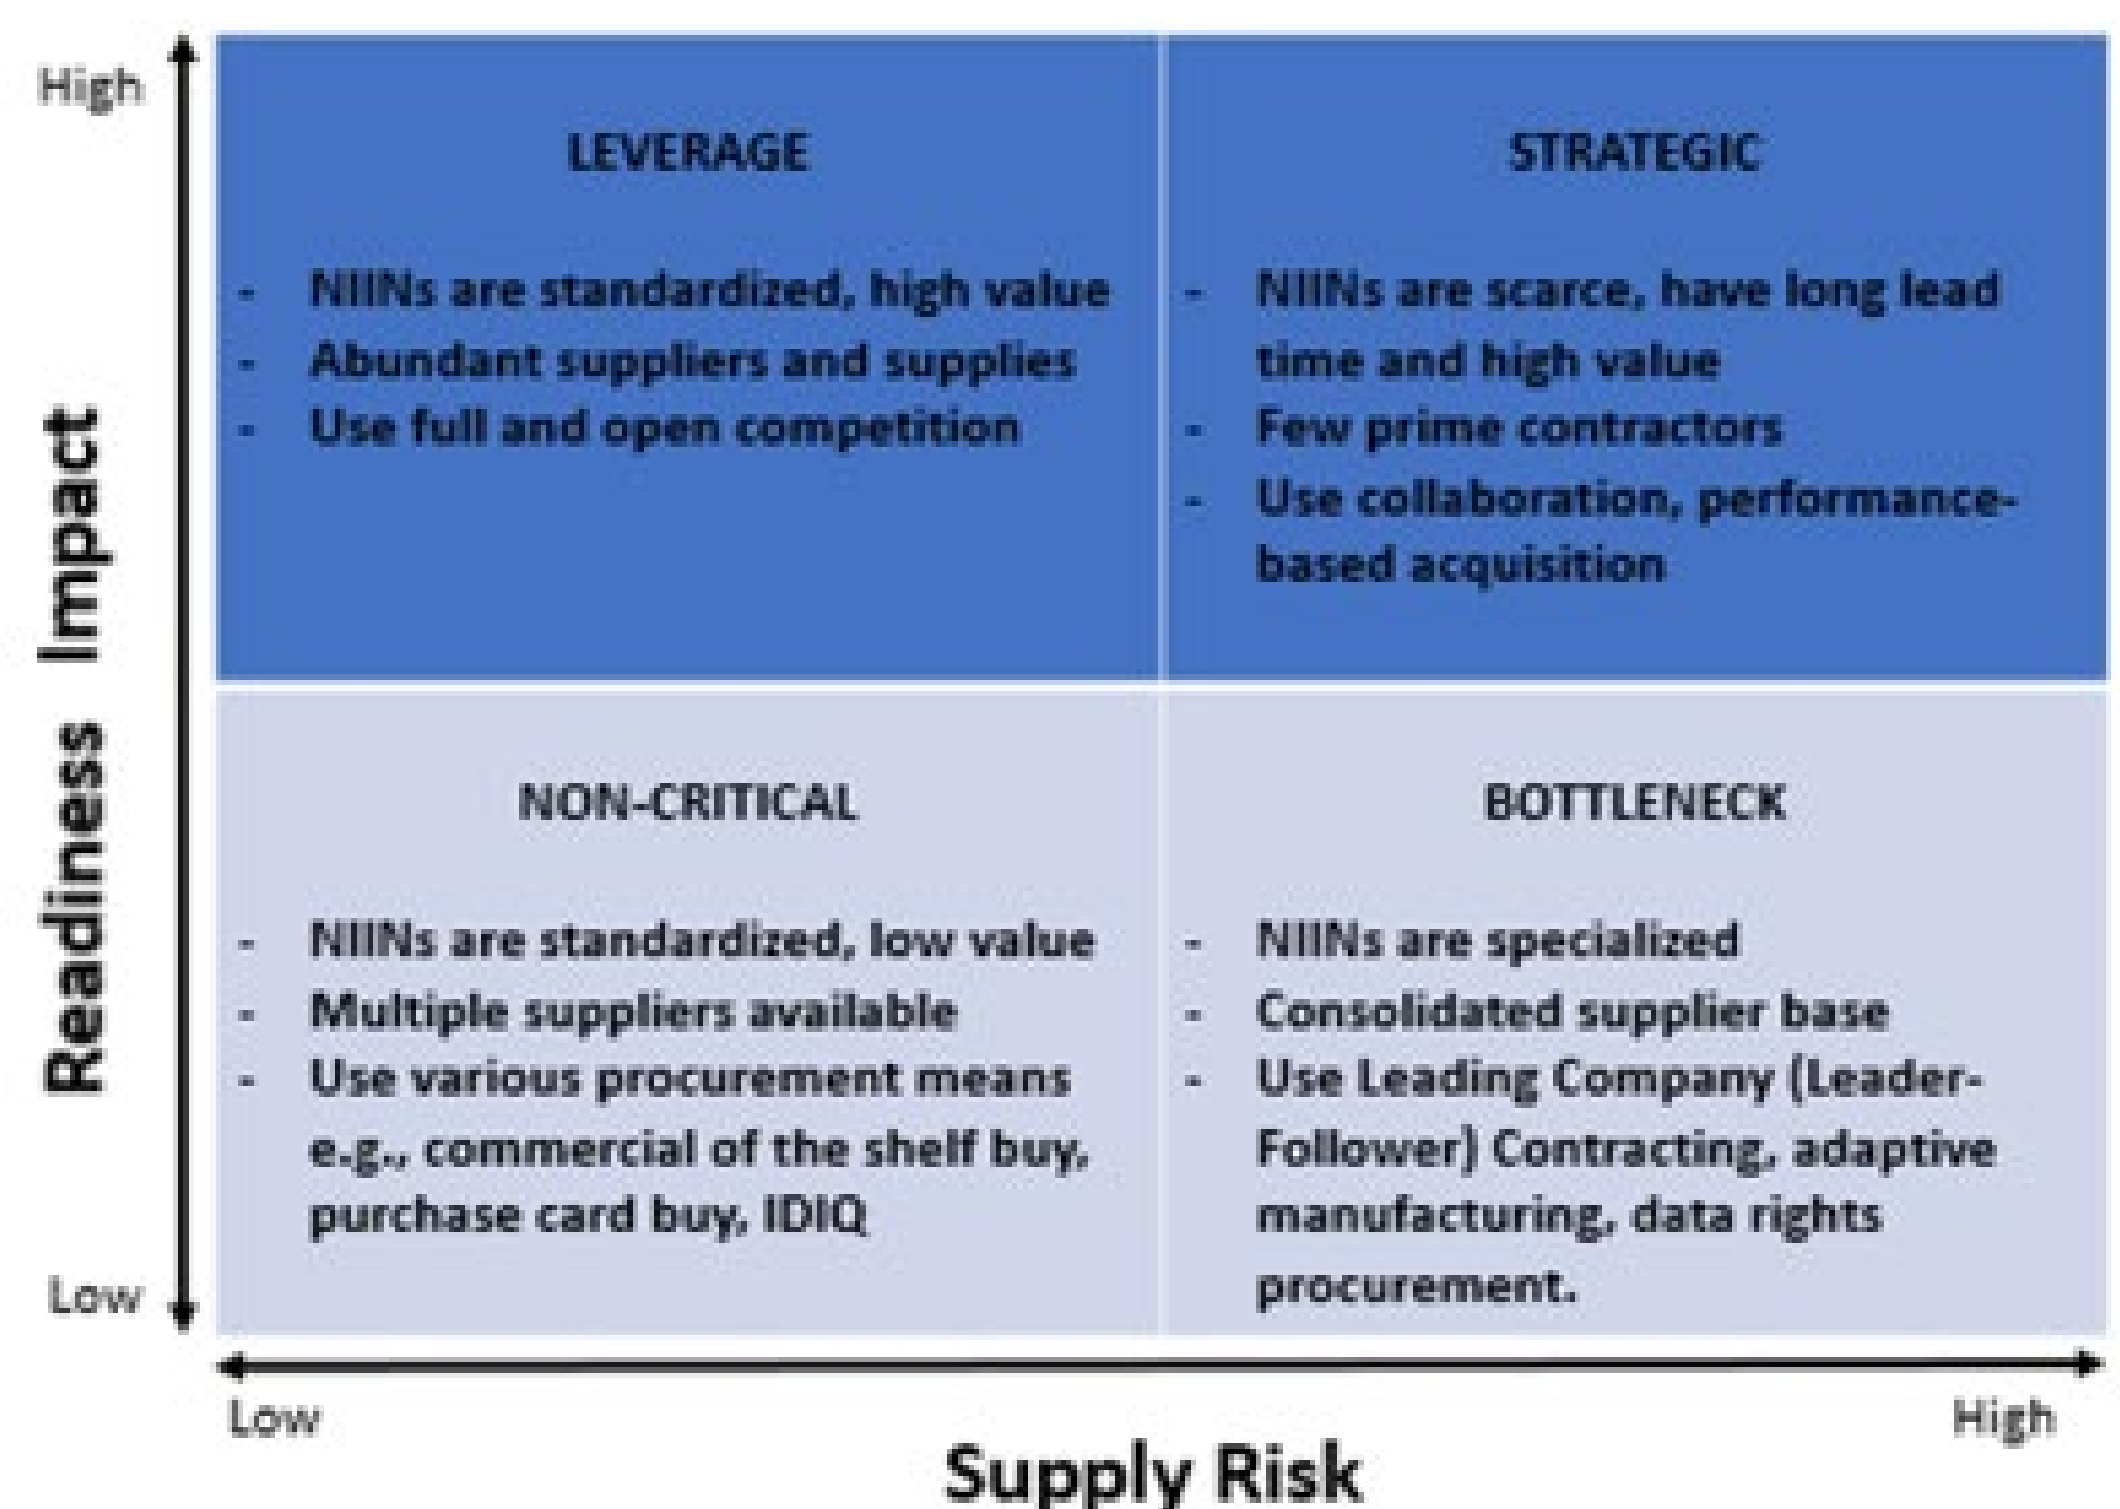 High
LEVERAGE
- NIINs are standardized, high value
- Abundant suppliers and supplies
- Use full and open competition
STRATEGIC
- NIINs are scarce, have long lead
time and high value
- Few prime contractors
- Use collaboration, performance-
based acquisition
Readiness Impact
NON-CRITICAL
- NIINs are standardized, low value
- Multiple suppliers available
- Use various procurement means
e.g., commercial of the shelf buy,
purchase card buy, IDIQ
BOTTLENECK
- NIINs are specialized
- Consolidated supplier base
- Use Leading Company (Leader-
Follower) Contracting, adaptive
manufacturing, data rights
procurement.
Low
Low
High
Supply Risk